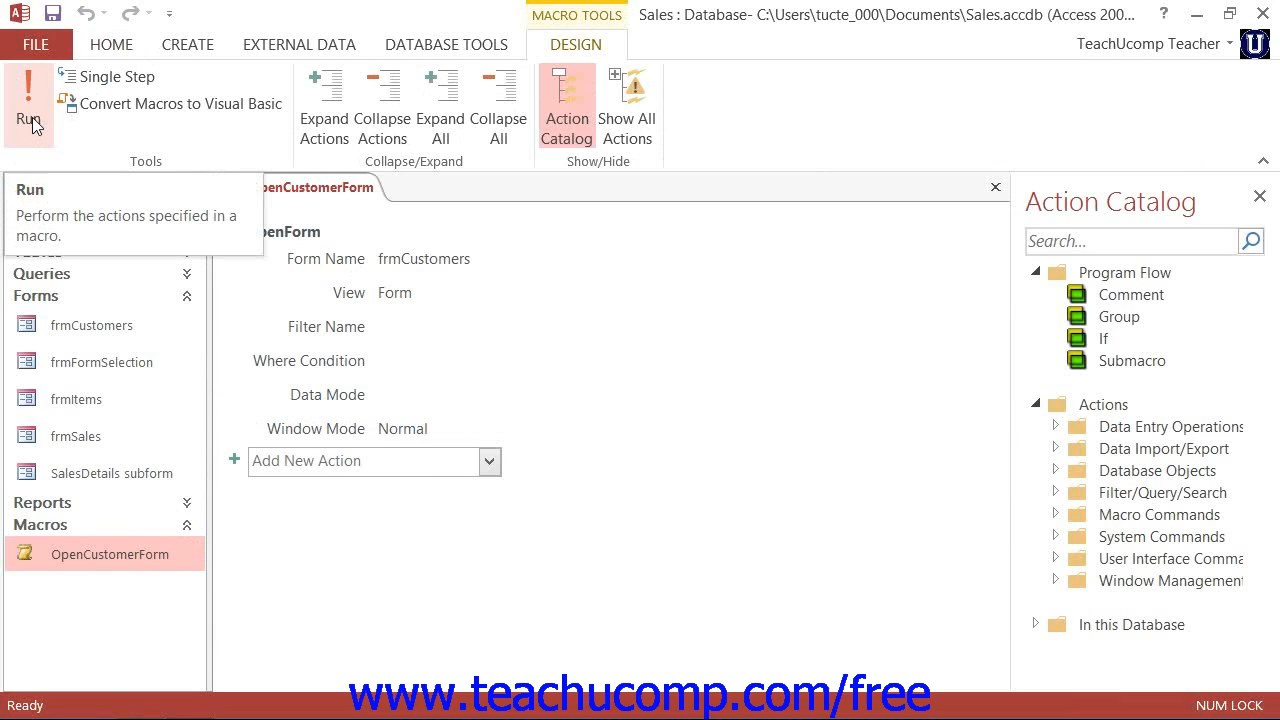 MACRO TOOLS
Sales : Database- C:\Users\tucte_000\Documents\Sales.accdb (Access 200...
?
FILE
HOME
CREATE
EXTERNAL DATA
DATABASE TOOLS
DESIGN
TeachUcomp Teacher
U
Run
Single Step
Convert Macros to Visual Basic
Tools
Expand Actions
Collapse Actions
Expand All
Collapse All
Collapse/Expand
Action Catalog
Show All Actions
Show/Hide
Run
Perform the actions specified in a
macro.
Queries
Forms
frmCustomers
frmFormSelection
frmItems
frmSales
SalesDetails subform
Reports
Macros
OpenCustomerForm
penCustomerForm
penForm
Form Name frmCustomers
View Form
Filter Name
Where Condition
Data Mode
Window Mode Normal
Add New Action
Action Catalog
Search...
Program Flow
Comment
Group
If
Submacro
Actions
Data Entry Operations
Data Import/Export
Database Objects
Filter/Query/Search
Macro Commands
System Commands
User Interface Comma
Window Management
In this Database
www.teachucomp.com/free
Ready
NUM LOCK